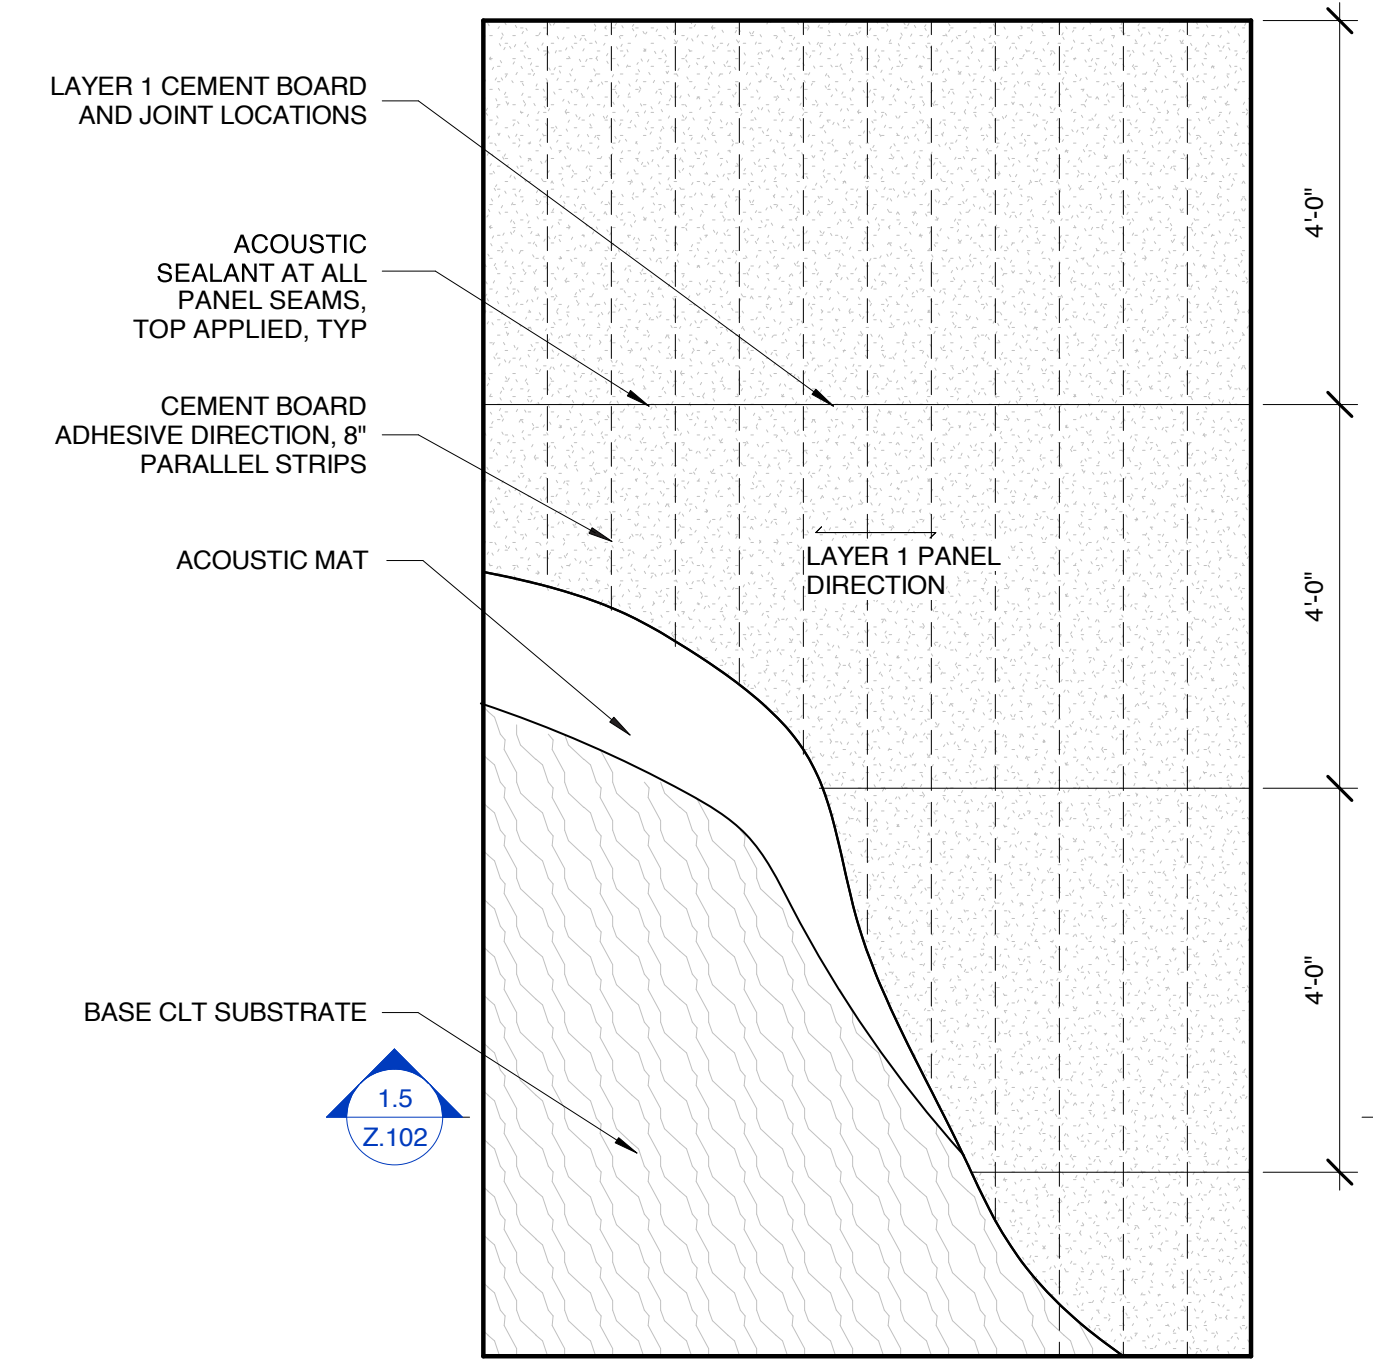 LAYER 1 CEMENT BOARD
AND JOINT LOCATIONS
ACOUSTIC
SEALANT AT ALL
PANEL SEAMS,
TOP APPLIED, TYP
CEMENT BOARD
ADHESIVE DIRECTION, 8"
PARALLEL STRIPS
ACOUSTIC MAT
BASE CLT SUBSTRATE
1.5
Z.102
LAYER 1 PANEL
DIRECTION
4'-0"
4'-0"
4'-0"